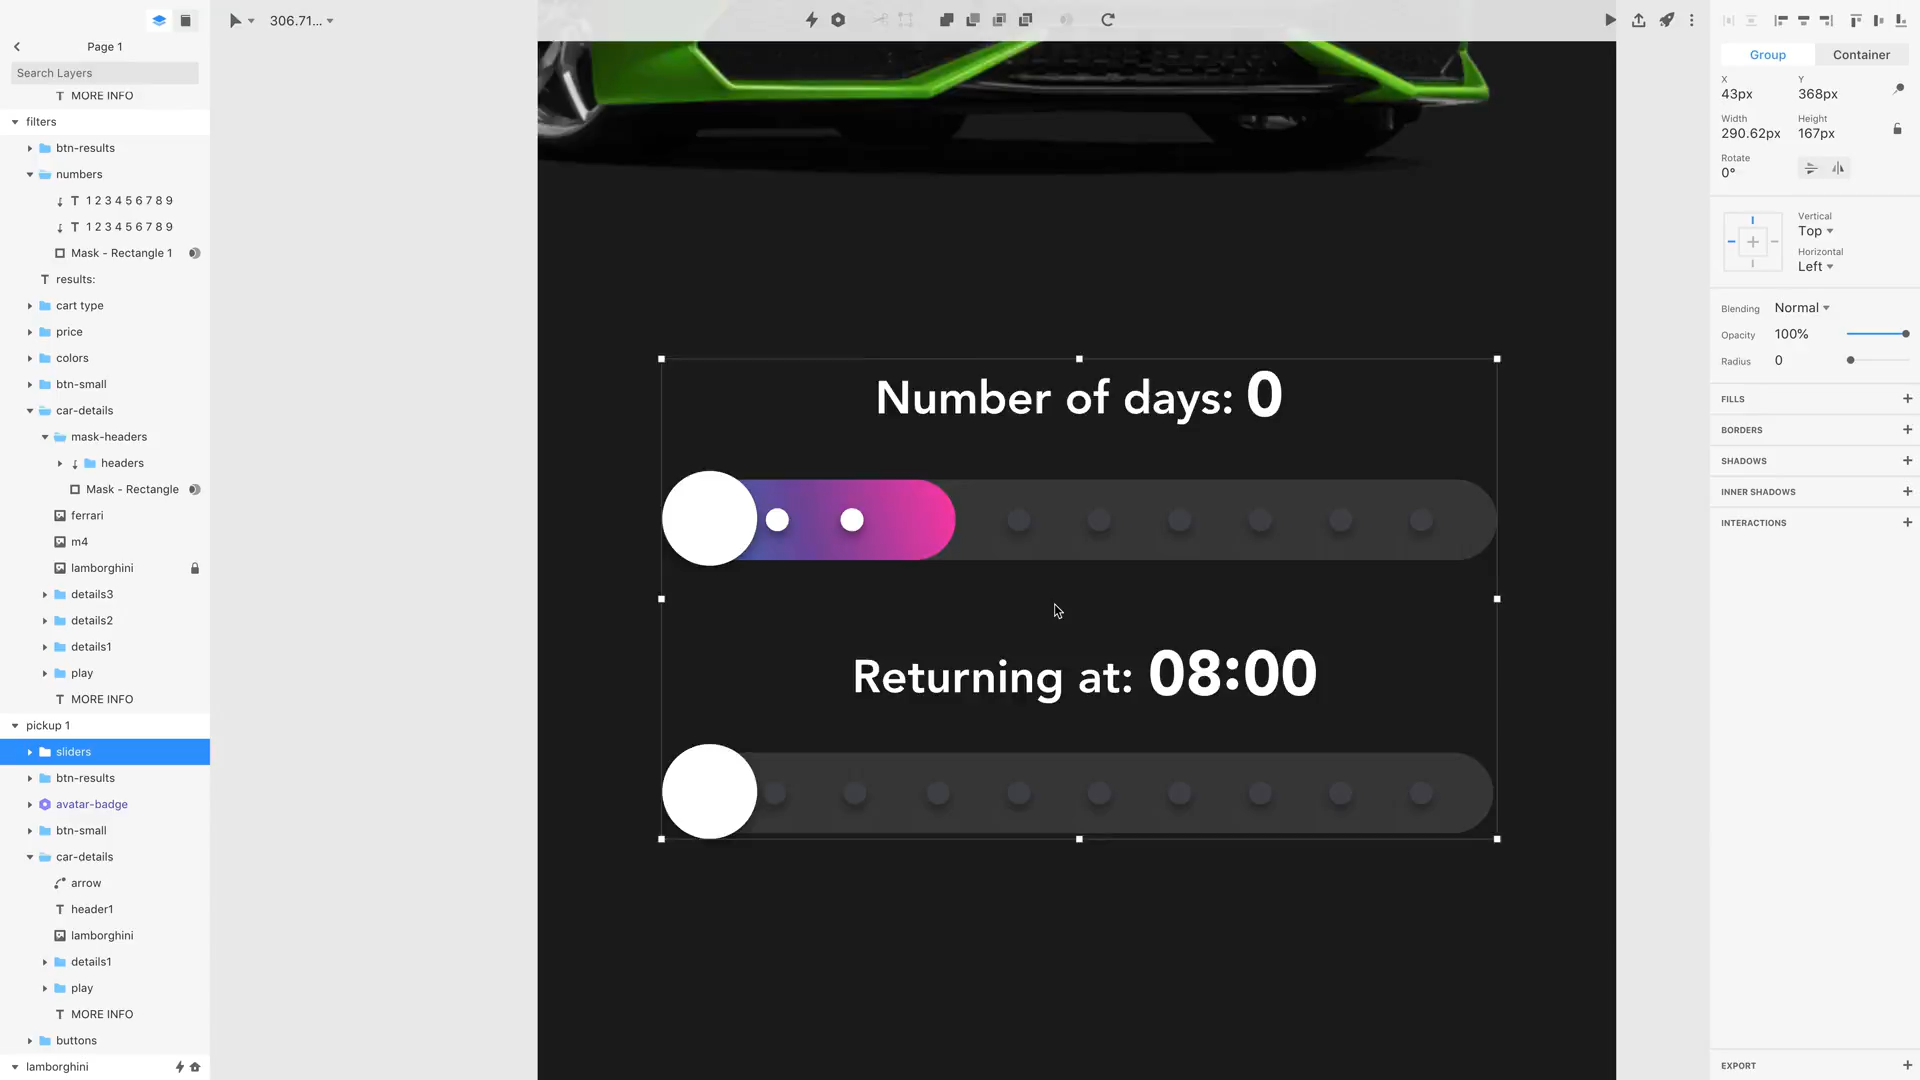 306.71...
Page 1
Search Layers
MORE INFO
filters
btn-results
numbers
1 2 3 4 5 6 7 8 9
1 2 3 4 5 6 7 8 9
Mask - Rectangle 1
results:
cart type
price
colors
btn-small
car-details
mask-headers
headers
Mask - Rectangle
ferrari
m4
lamborghini
details3
details2
details1
play
MORE INFO
pickup 1
sliders
btn-results
avatar-badge
btn-small
car-details
arrow
header1
lamborghini
details1
play
MORE INFO
buttons
lamborghini
Number of days: 0
Returning at: 08:00
Group
Container
X
Y
43px
368px
Width
Height
290.62px
167px
Rotate
0°
Vertical
Top
Horizontal
Left
Blending
Normal
Opacity
100%
Radius
0
FILLS
BORDERS
SHADOWS
INNER SHADOWS
INTERACTIONS
EXPORT